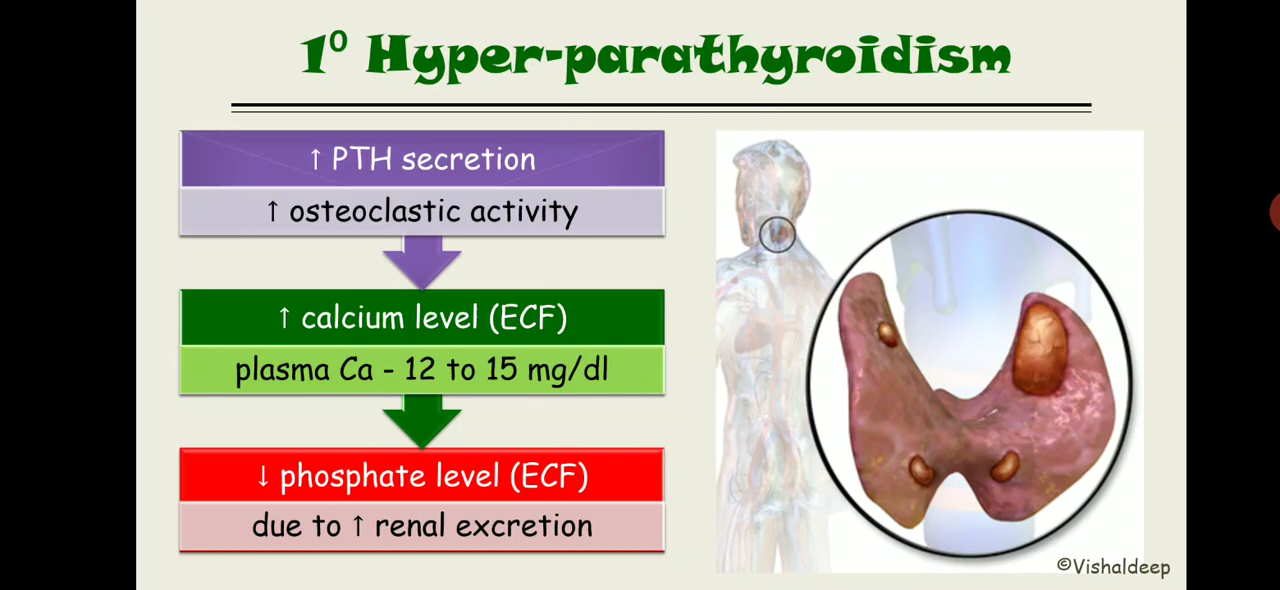 1⁰ Hyper-parathyroidism
↑ PTH secretion
↑ osteoclastic activity
↑ calcium level (ECF)
plasma Ca - 12 to 15 mg/dl
↓ phosphate level (ECF)
due to ↑ renal excretion
©Vishaldeep